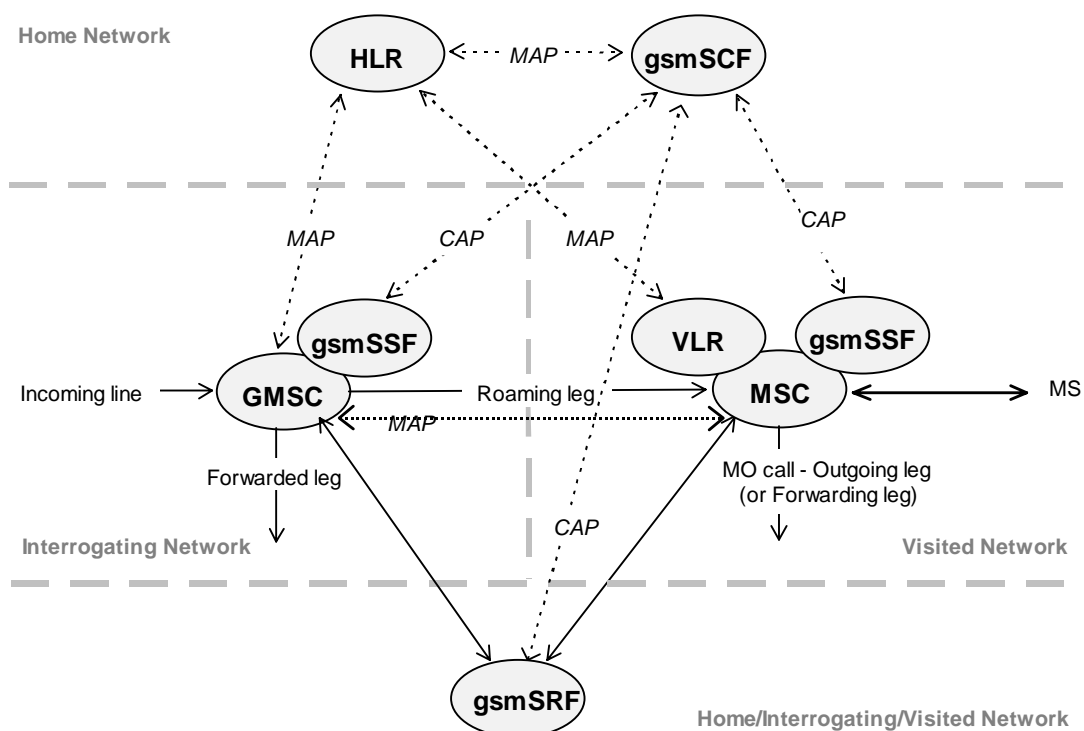 Home Network
HLR
MAP
gsmSCF
MAP
CAP
MAP
CAP
gsmSSF
VLR
gsmSSF
Incoming line
GMSC
Roaming leg
MSC
MS
MAP
Forwarded leg
MO call - Outgoing leg
(or Forwarding leg)
CAP
Interrogating Network
Visited Network
gsmSRF
Home/Interrogating/Visited Network